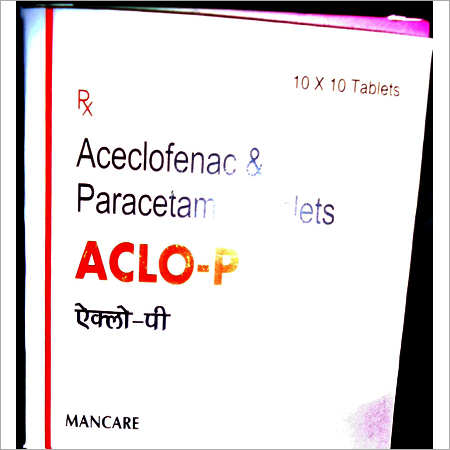 10 X 10 Tablets
Rx
Aceclofenac &
Paracetam lets
ACLO-P
ऐक्लो-पी
MANCARE